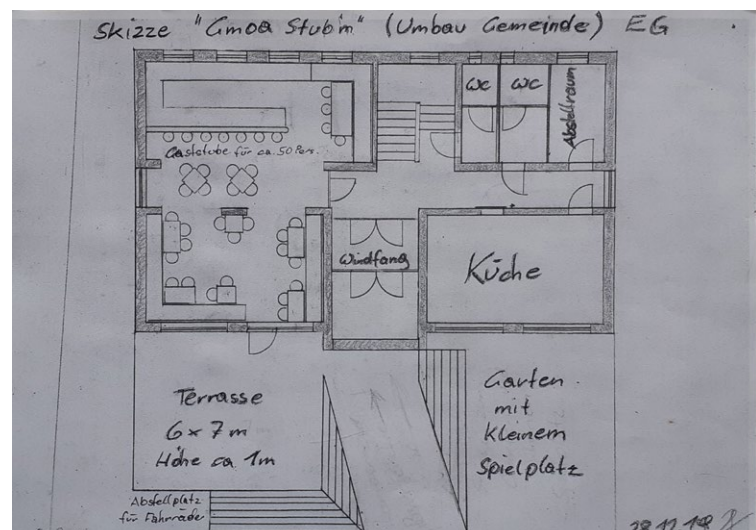 Skizze "Gmoa Stub'n" (Umbau Gemeinde) EG
WC
WC
Abstellraum
Gaststube für ca. 50 Pers.
Windfang
Küche
Terrasse
6 x 7 m
Höhe ca 1m
Garten
mit
kleinem
Spielplatz
Abstellplatz
für Fahrräder
28.12.18